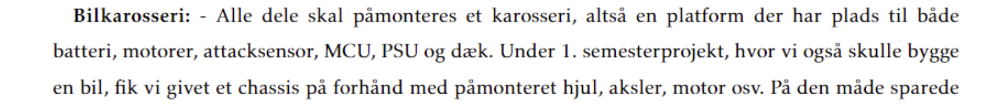 Bilkarosseri: - Alle dele skal påmonteres et karosseri, altså en platform der har plads til både
batteri, motorer, attacksensor, MCU, PSU og dæk. Under 1. semesterprojekt, hvor vi også skulle bygge
en bil, fik vi givet et chassis på forhånd med påmonteret hjul, aksler, motor osv. På den måde sparede